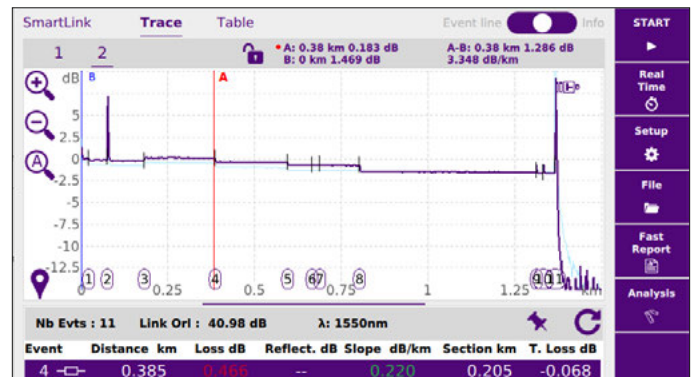 SmartLink Trace Table Event line Info START
1 2 A: 0.38 km 0.183 dB A-B: 0.38 km 1.286 dB
B: 0 km 1.469 dB 3.348 dB/km
dB B A
Real
Time
5
2.5
0
-2.5
-5
-7.5
-10
-12.5
Setup
File
Fast
Report
Analysis
1 2 3 4 5 6 7 8 9 11
0 0.25 0.5 0.75 1 1.25 km
Nb Evts : 11 Link Orl : 40.98 dB λ: 1550nm
Event Distance km Loss dB Reflect. dB Slope dB/km Section km T. Loss dB
4 0.385 0.466 -- 0.220 0.205 -0.068